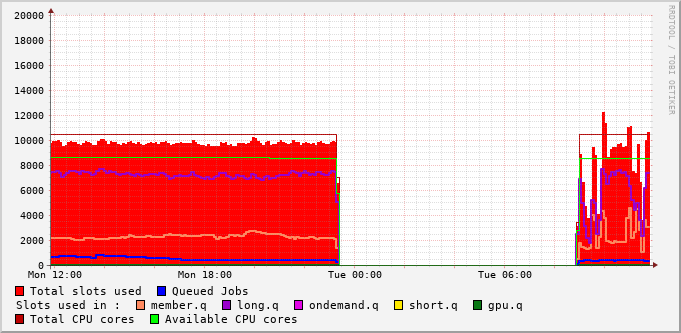 20000
18000
16000
14000
12000
10000
8000
6000
4000
2000
0
Mon 12:00 Mon 18:00 Tue 00:00 Tue 06:00
Total slots used Queued Jobs
Slots used in : member.q long.q ondemand.q short.q gpu.q
Total CPU cores Available CPU cores
RRDTOOL / TOBI OETIKER